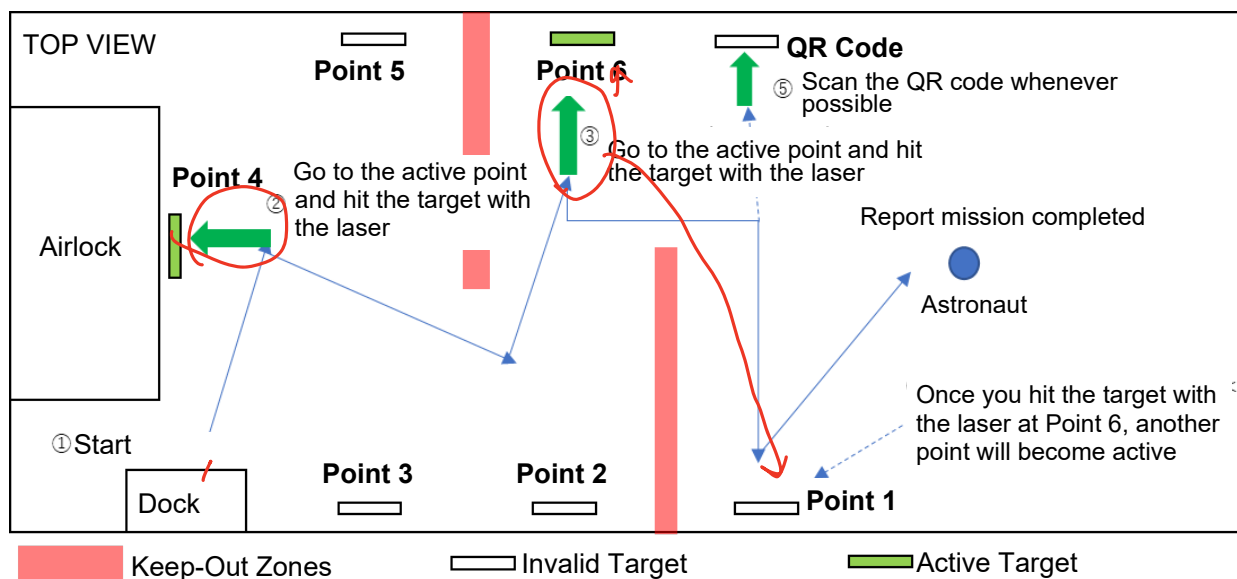 TOP VIEW
Point 5
Point 6
QR Code
⑤ Scan the QR code whenever
possible
③ Go to the active point and hit
the target with the laser
Point 4
② Go to the active point
and hit the target with
the laser
Airlock
Report mission completed
Astronaut
Once you hit the target with
the laser at Point 6, another
point will become active
①Start
Dock
Point 3
Point 2
Point 1
Keep-Out Zones
Invalid Target
Active Target